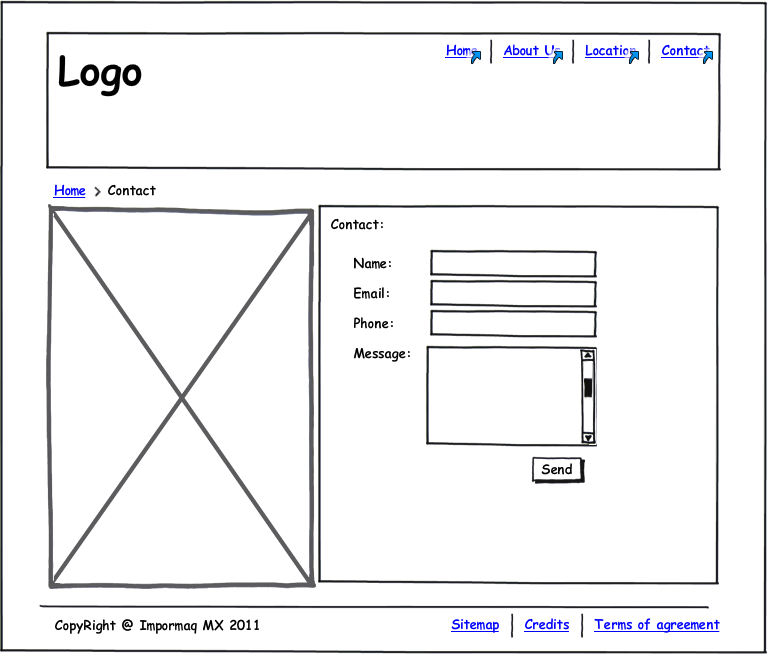 Home | About Us | Location | Contact
Logo
Home > Contact
Contact:
Name:
Email:
Phone:
Message:
Send
CopyRight @ Impormaq MX 2011
Sitemap | Credits | Terms of agreement